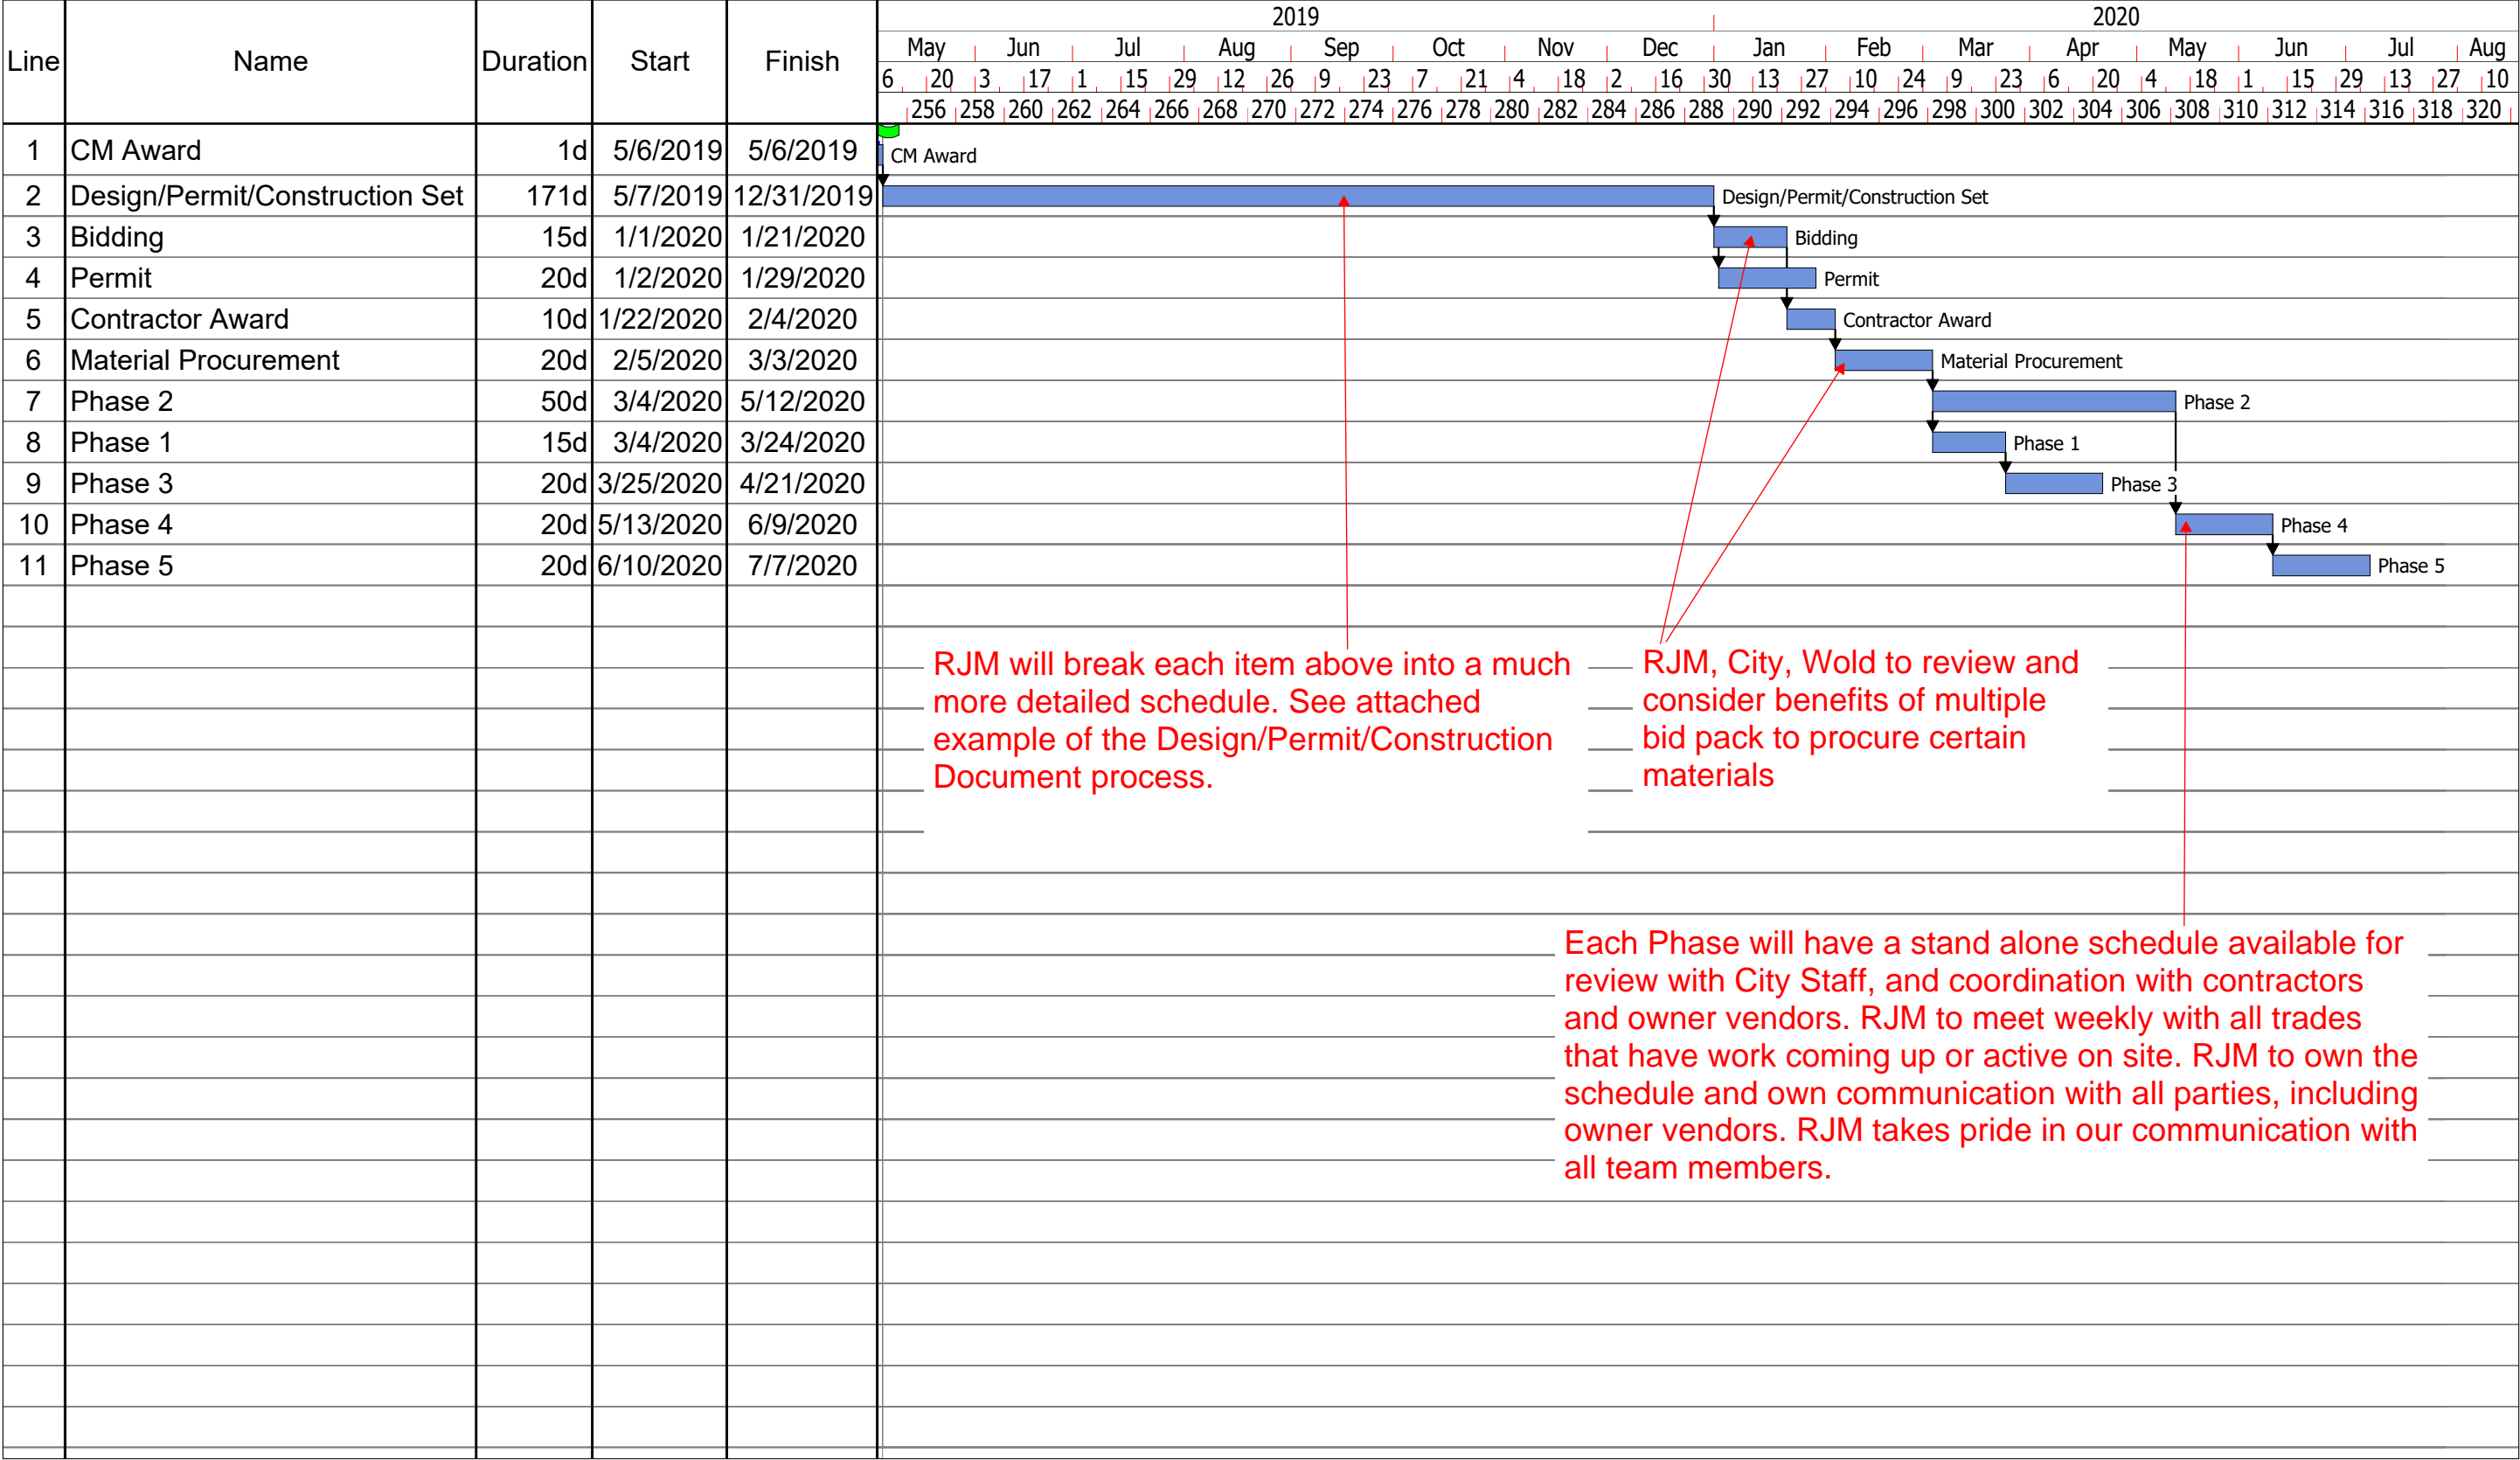 2019 2020
Line Name Duration Start Finish
May Jun Jul Aug Sep Oct Nov Dec Jan Feb Mar Apr May Jun Jul Aug
6 20 3 17 1 15 29 12 26 9 23 7 21 4 18 2 16 30 13 27 10 24 9 23 6 20 4 18 1 15 29 13 27 10
256 258 260 262 264 266 268 270 272 274 276 278 280 282 284 286 288 290 292 294 296 298 300 302 304 306 308 310 312 314 316 318 320
1 CM Award 1d 5/6/2019 5/6/2019 CM Award
2 Design/Permit/Construction Set 171d 5/7/2019 12/31/2019 Design/Permit/Construction Set
3 Bidding 15d 1/1/2020 1/21/2020 Bidding
4 Permit 20d 1/2/2020 1/29/2020 Permit
5 Contractor Award 10d 1/22/2020 2/4/2020 Contractor Award
6 Material Procurement 20d 2/5/2020 3/3/2020 Material Procurement
7 Phase 2 50d 3/4/2020 5/12/2020 Phase 2
8 Phase 1 15d 3/4/2020 3/24/2020 Phase 1
9 Phase 3 20d 3/25/2020 4/21/2020 Phase 3
10 Phase 4 20d 5/13/2020 6/9/2020 Phase 4
11 Phase 5 20d 6/10/2020 7/7/2020 Phase 5
RJM will break each item above into a much
more detailed schedule. See attached
example of the Design/Permit/Construction
Document process.
RJM, City, Wold to review and
consider benefits of multiple
bid pack to procure certain
materials
Each Phase will have a stand alone schedule available for
review with City Staff, and coordination with contractors
and owner vendors. RJM to meet weekly with all trades
that have work coming up or active on site. RJM to own the
schedule and own communication with all parties, including
owner vendors. RJM takes pride in our communication with
all team members.